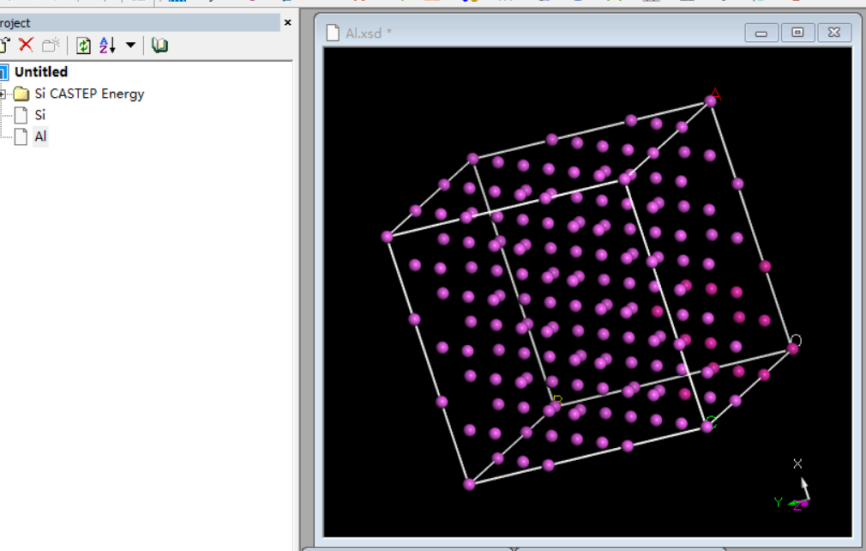 roject
Untitled
Si CASTEP Energy
Si
Al
Al.xsd *
A
O
B
C
X
Y
Z